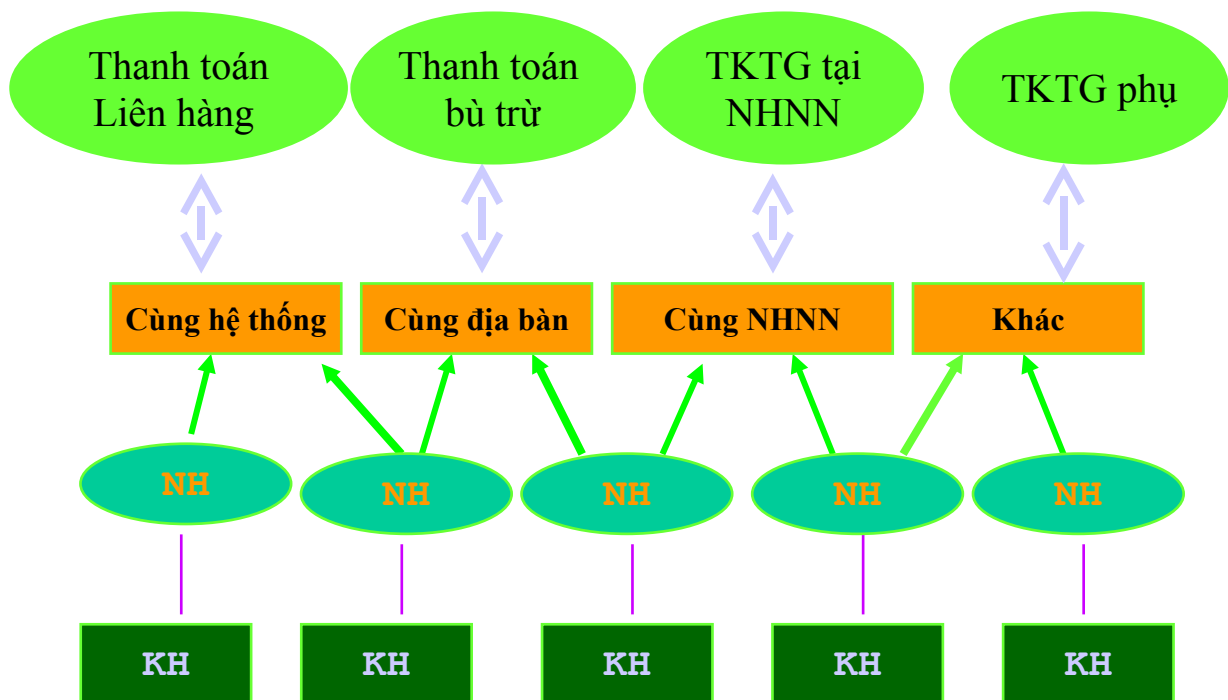 Thanh toán
Liên hàng
Thanh toán
bù trừ
TKTG tại
NHNN
TKTG phụ
Cùng hệ thống
Cùng địa bàn
Cùng NHNN
Khác
NH
NH
NH
NH
NH
KH
KH
KH
KH
KH